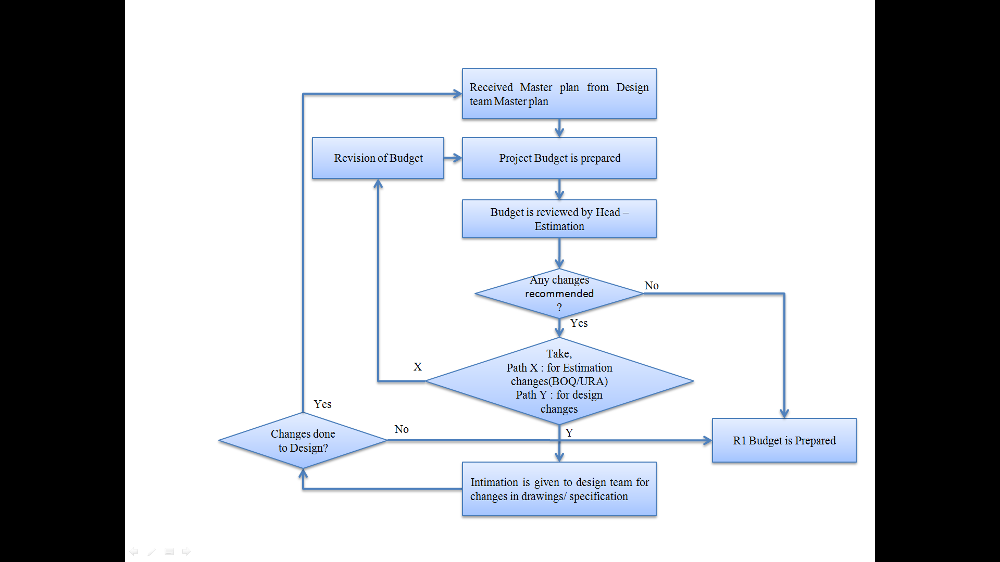 Received Master plan from Design
team Master plan
Revision of Budget
Project Budget is prepared
Budget is reviewed by Head –
Estimation
Any changes
recommended
?
No
Yes
Take,
Path X : for Estimation
changes(BOQ/URA)
Path Y : for design
changes
X
Y
Yes
Changes done
to Design?
No
R1 Budget is Prepared
Intimation is given to design team for
changes in drawings/ specification